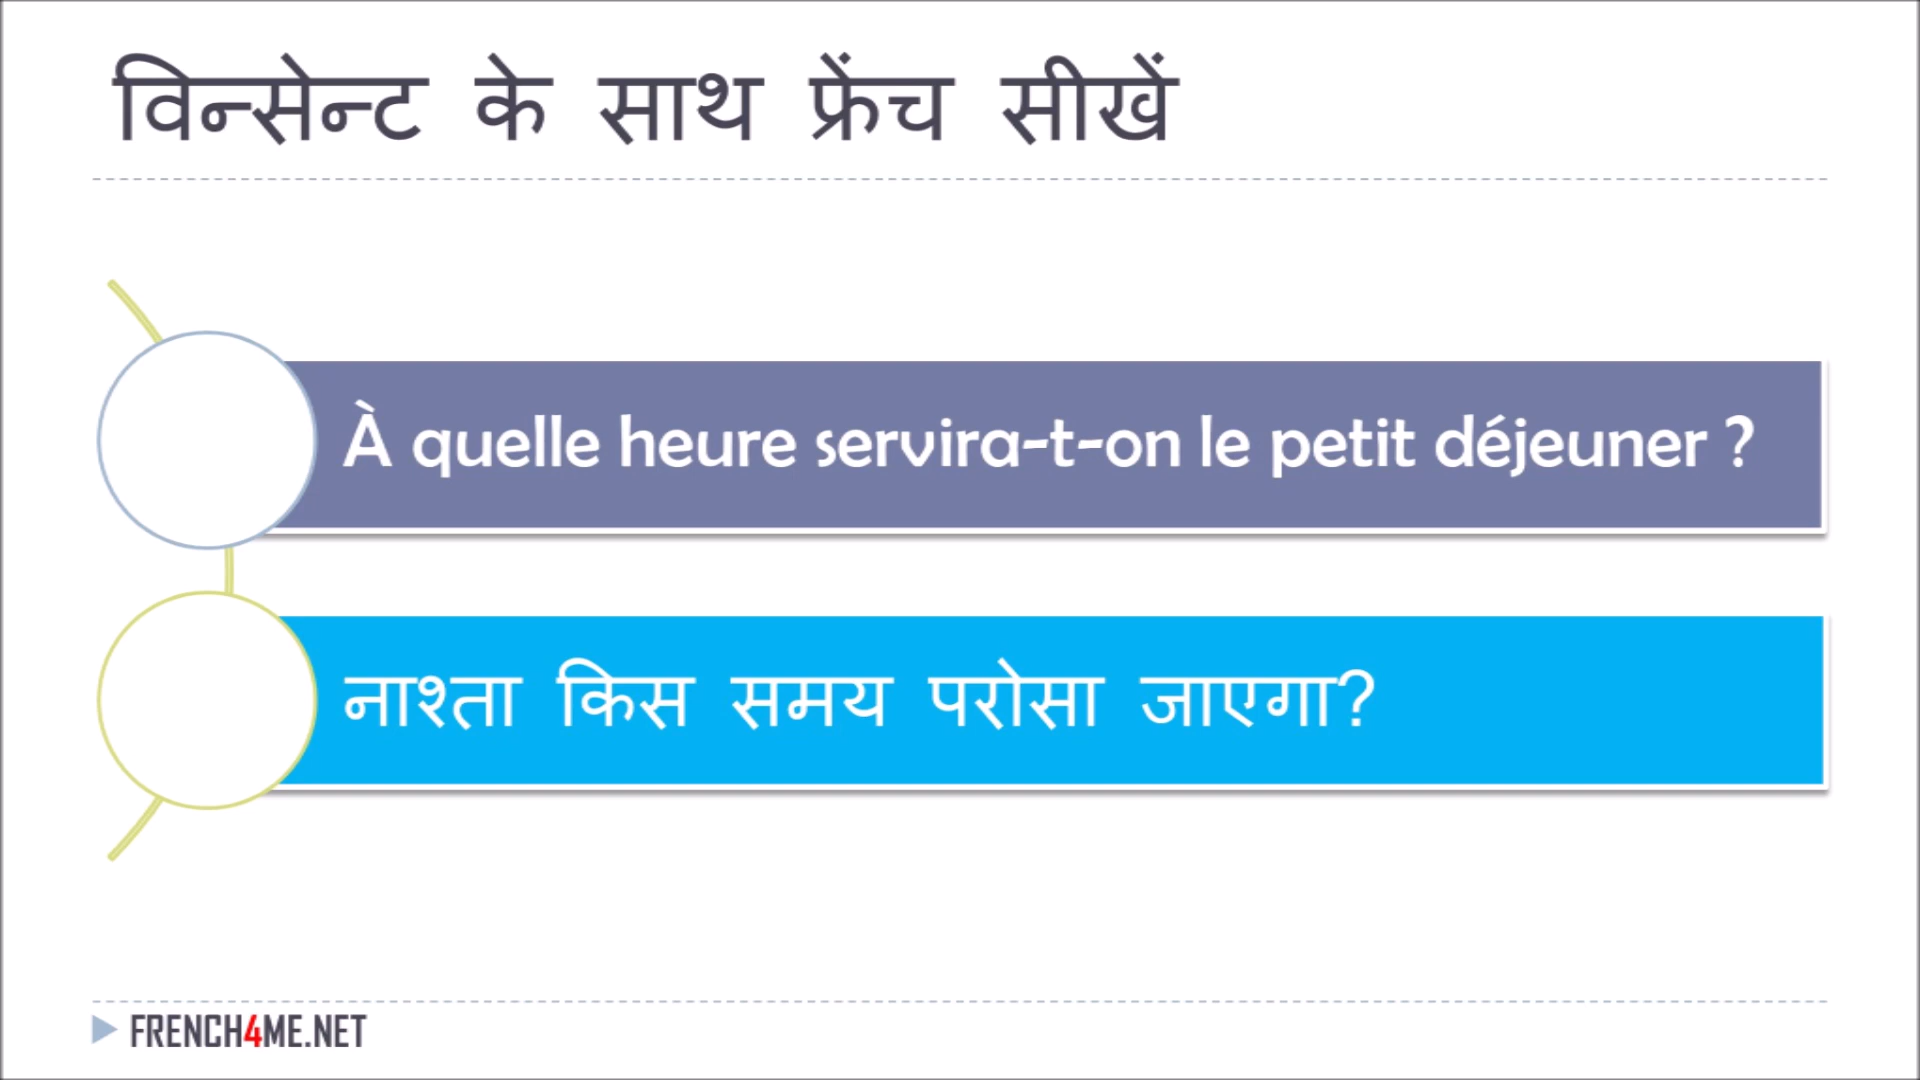 विन्सेन्ट के साथ फ्रेंच सीखें
À quelle heure servira-t-on le petit déjeuner ?
नाश्ता किस समय परोसा जाएगा?
FRENCH4ME.NET